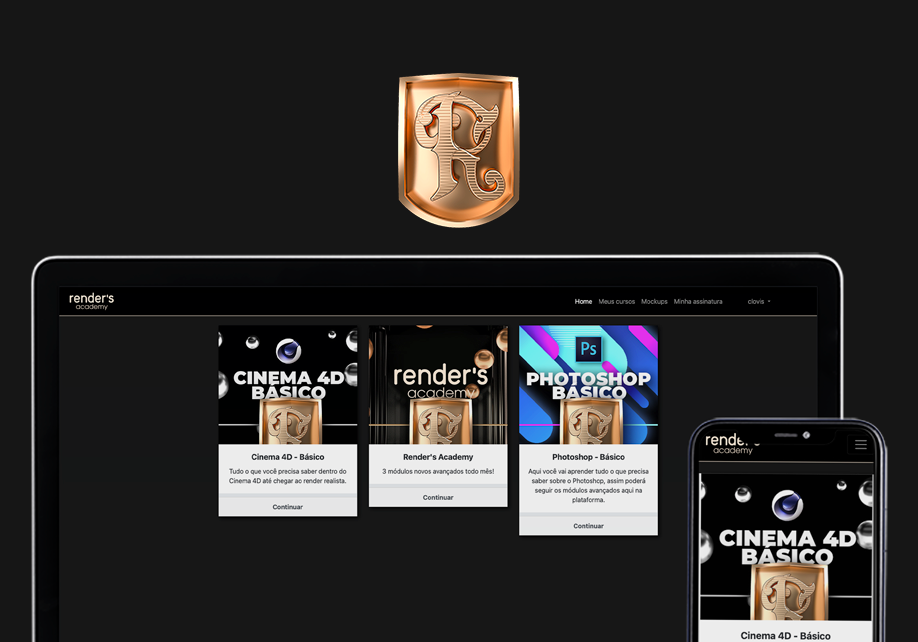 R
render's
academy
Home Meus cursos Mockups Minha assinatura clovis
CINEMA 4D
BÁSICO
R
Cinema 4D - Básico
Tudo o que você precisa saber dentro do
Cinema 4D até chegar ao render realista.
Continuar
render's
academy
R
Render's Academy
3 módulos novos avançados todo mês!
Continuar
Ps
PHOTOSHOP
BÁSICO
R
Photoshop - Básico
Aqui você vai aprender tudo o que precisa
saber sobre o Photoshop, assim poderá
seguir os módulos avançados aqui na
plataforma.
Continuar
render's
academy
CINEMA 4D
BÁSICO
R
Cinema 4D - Básico